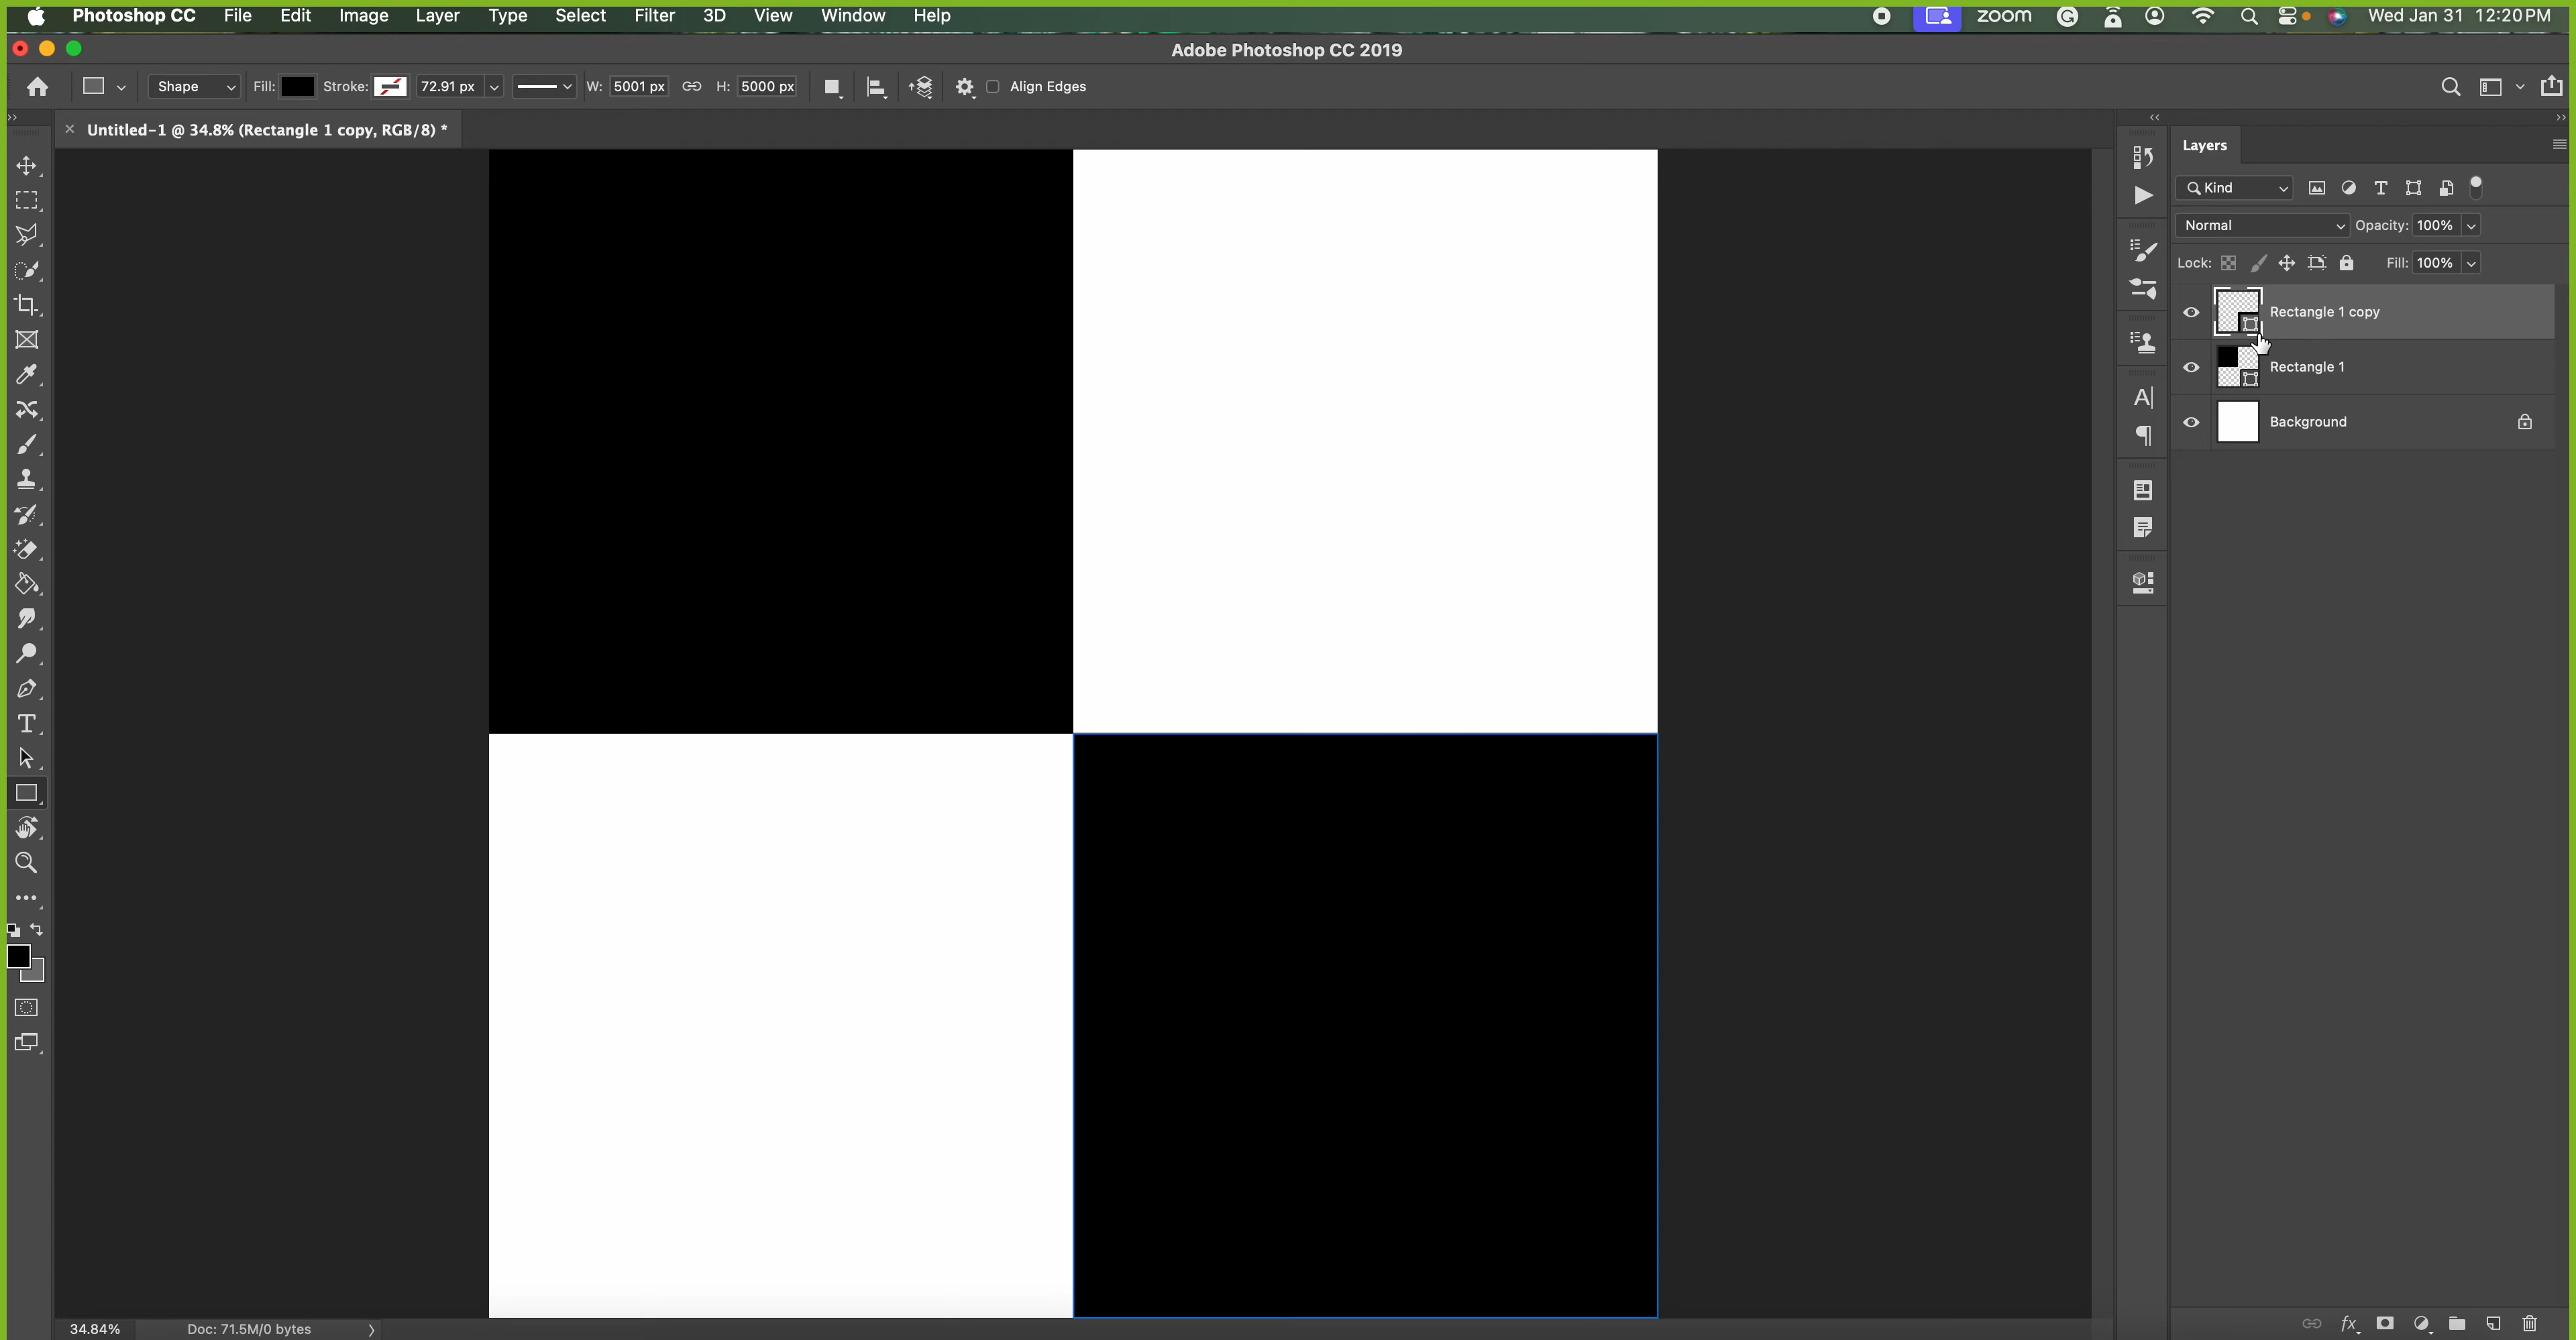 Photoshop CC File Edit Image Layer Type Select Filter 3D View Window Help zoom Wed Jan 31 12:20 PM
Adobe Photoshop CC 2019
Shape Fill: Stroke: 72.91 px W: 5001 px H: 5000 px Align Edges
× Untitled-1 @ 34.8% (Rectangle 1 copy, RGB/8) *
Layers
Kind
Normal Opacity: 100%
Lock: Fill: 100%
Rectangle 1 copy
Rectangle 1
Background
34.84% Doc: 71.5M/0 bytes